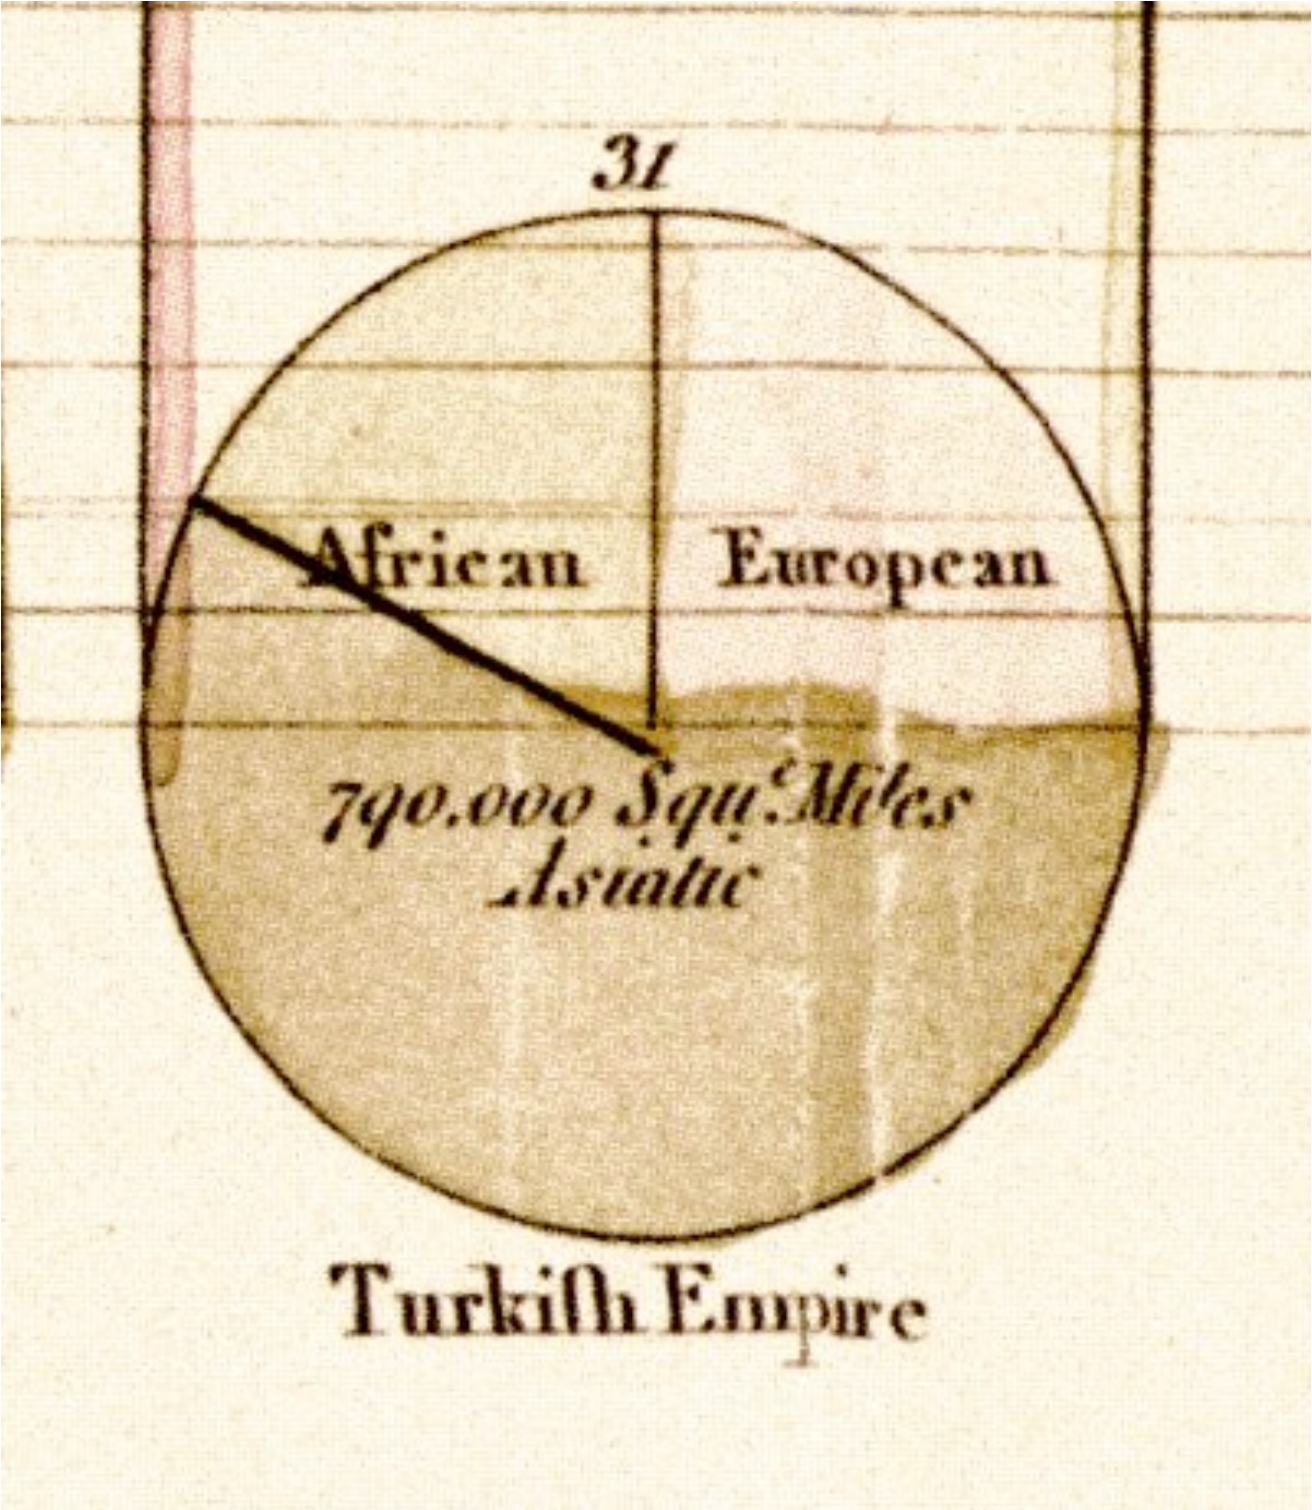 31
African European
790.000 Squ.ͤ Miles
Asiatic
Turkiſh Empire